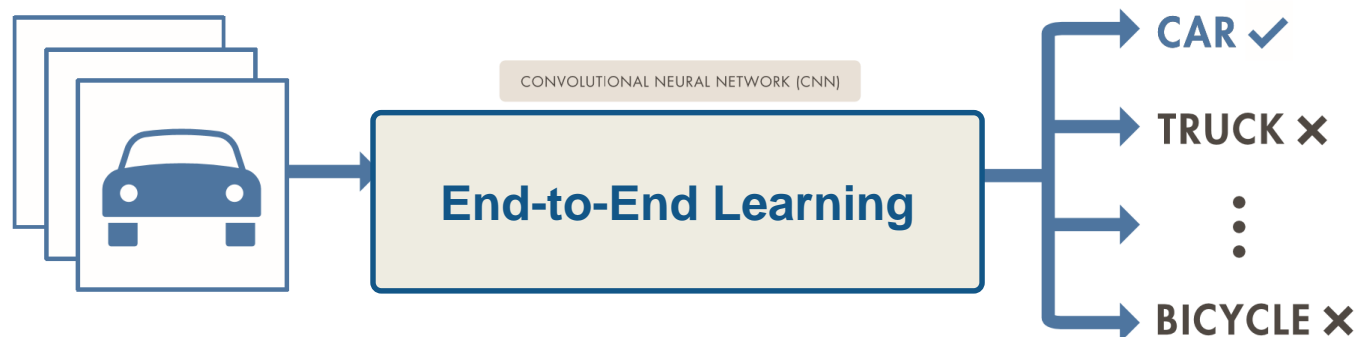 CONVOLUTIONAL NEURAL NETWORK (CNN)
End-to-End Learning
CAR
TRUCK
BICYCLE